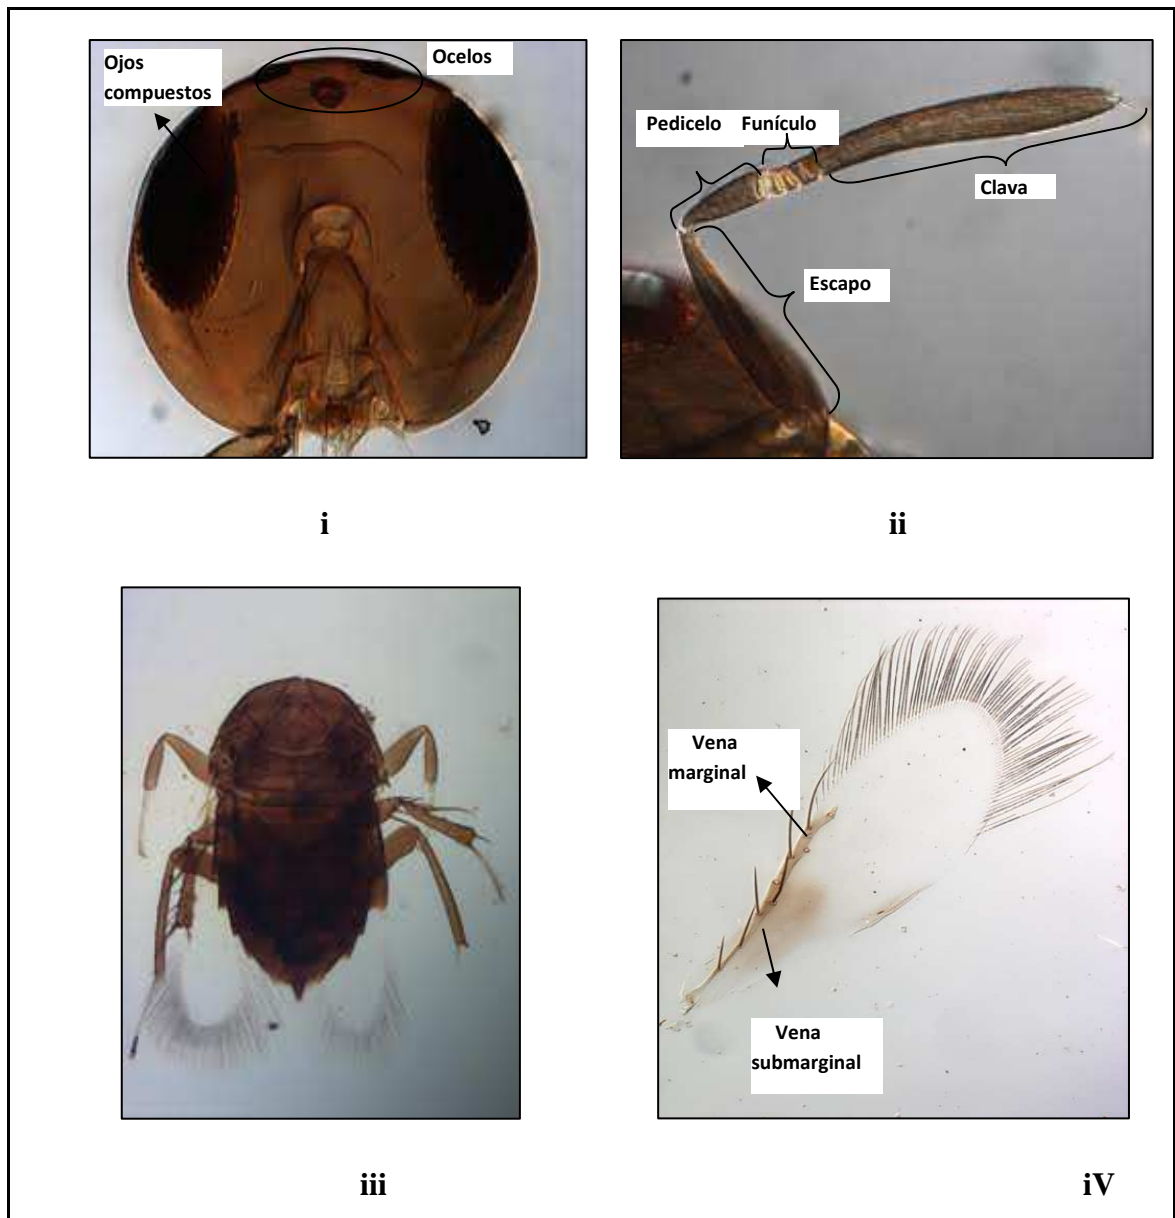 Ojos
compuestos
Ocelos
Pedicelo Funículo
Clava
Escapo
i
ii
Vena
marginal
Vena
submarginal
iii
iV